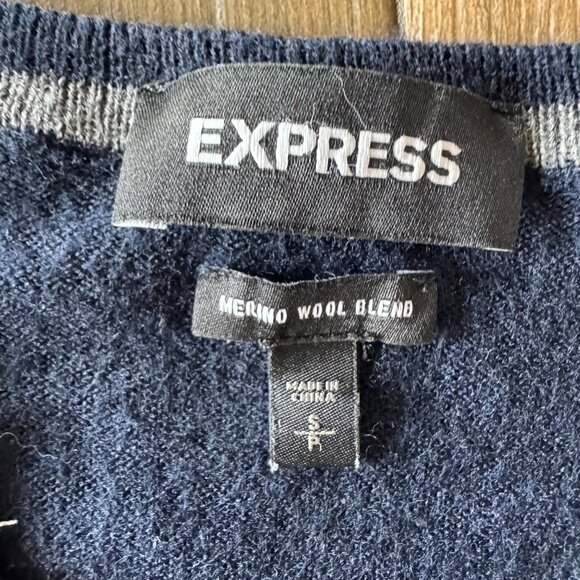 EXPRESS
MERINO WOOL BLEND
MADE IN
CHINA
S
P